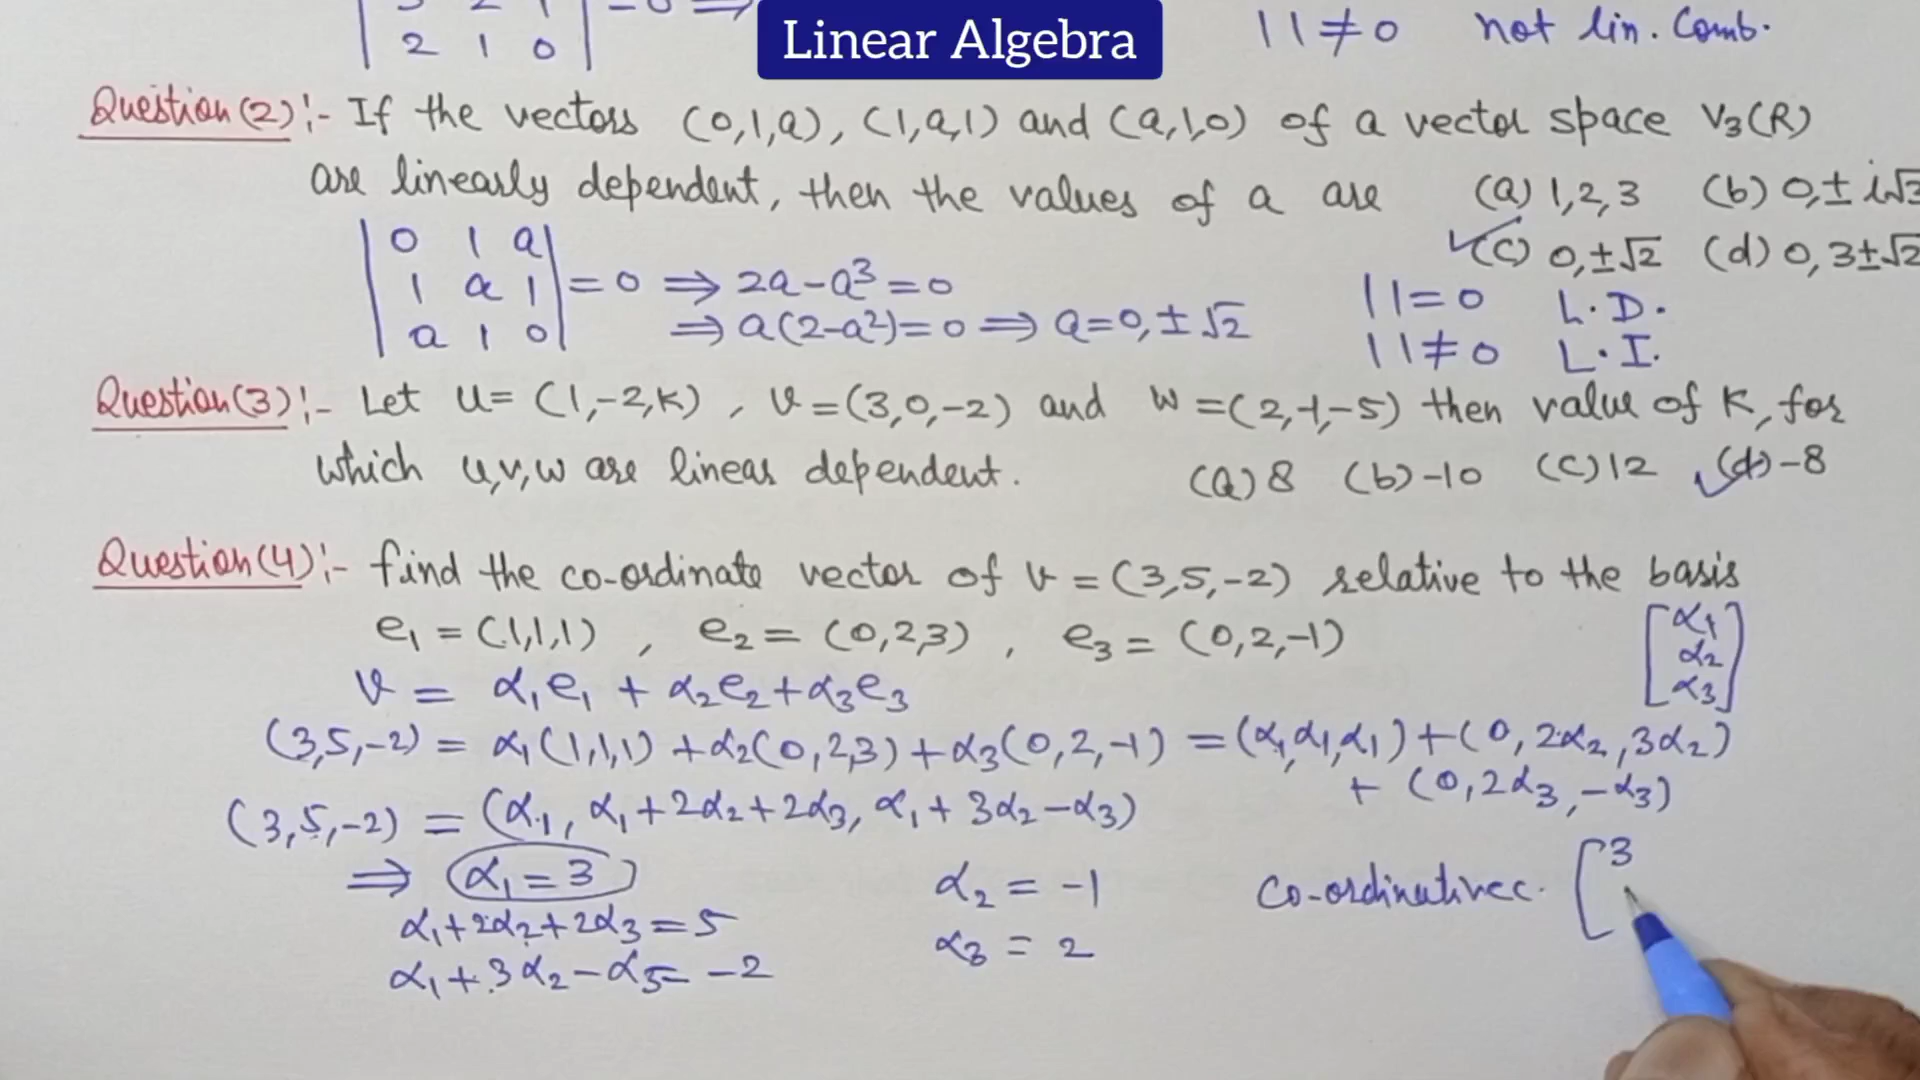 Linear Algebra
2 1 0
| | ≠ 0 not lin. Comb.
Question(2):- If the vectors (0,1,a), (1,a,1) and (a,1,0) of a vector space V₃(R)
are linearly dependent, then the values of a are (a) 1,2,3 (b) 0,± i√3
(c) 0,±√2 (d) 0, 3±√2
| 0 1 a |
| 1 a 1 | = 0 ⇒ 2a-a³=0
| a 1 0 | ⇒ a(2-a²)=0 ⇒ a=0,±√2
| |=0 L.D.
| |≠0 L.I.
Question(3):- Let u=(1,-2,K), v=(3,0,-2) and w=(2,-1,-5) then value of K, for
which u,v,w are linear dependent. (a) 8 (b)-10 (c) 12 (d)-8
Question(4):- find the co-ordinate vector of v=(3,5,-2) relative to the basis
e₁=(1,1,1), e₂=(0,2,3), e₃=(0,2,-1)
[α₁
α₂
α₃]
v = α₁e₁ + α₂e₂ + α₃e₃
(3,5,-2) = α₁(1,1,1) + α₂(0,2,3) + α₃(0,2,-1) = (α₁,α₁,α₁) + (0,2α₂,3α₂)
+ (0,2α₃,-α₃)
(3,5,-2) = (α₁, α₁+2α₂+2α₃, α₁+3α₂-α₃)
⇒ α₁=3
α₁+2α₂+2α₃=5
α₁+3α₂-α₃=-2
α₂ = -1
α₃ = 2
Co-ordinative vec. [3